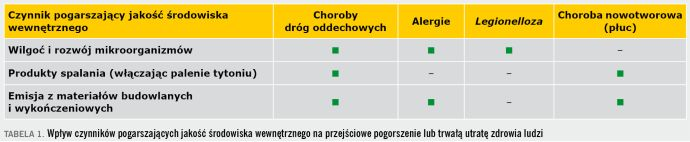 Czynnik pogarszający jakość środowiska wewnętrznego
Choroby dróg oddechowych
Alergie
Legionelloza
Choroba nowotworowa (płuc)
Wilgoć i rozwój mikroorganizmów ■ ■ ■ –
Produkty spalania (włączając palenie tytoniu) ■ – – ■
Emisja z materiałów budowlanych i wykończeniowych ■ ■ – ■
TABELA 1. Wpływ czynników pogarszających jakość środowiska wewnętrznego na przejściowe pogorszenie lub trwałą utratę zdrowia ludzi